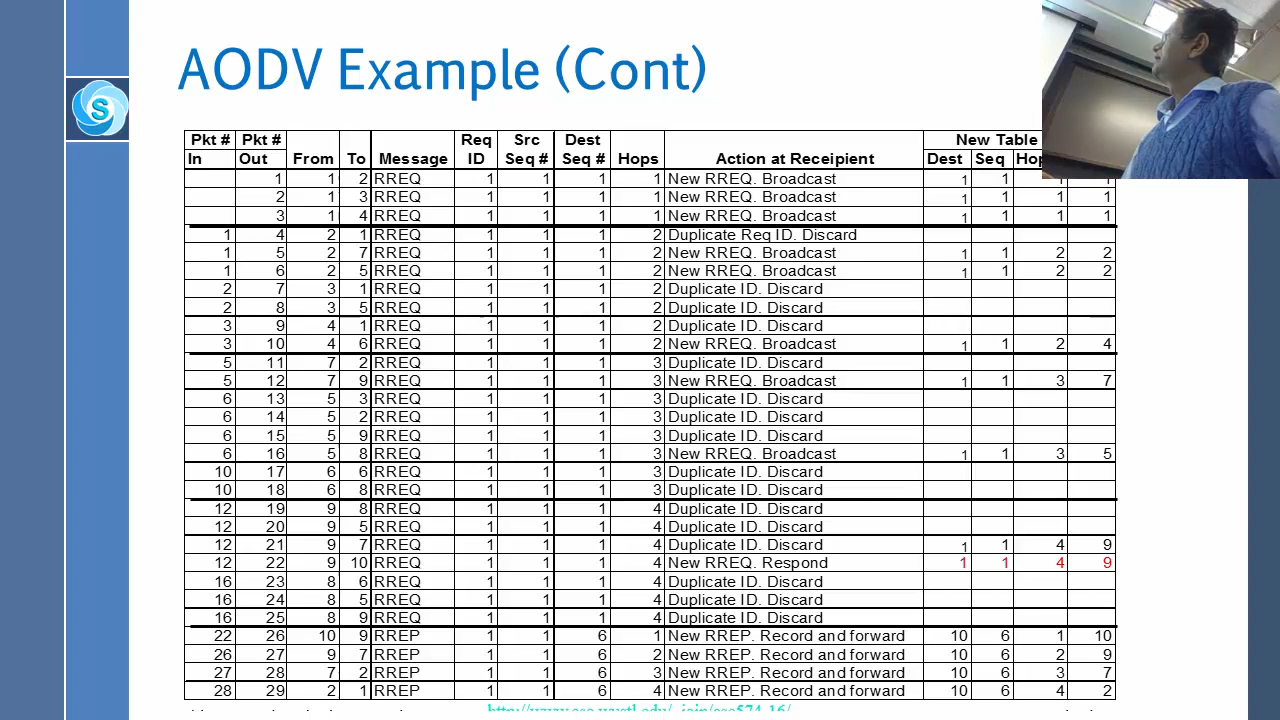 AODV Example (Cont)
S
Pkt # Pkt # Req Src Dest New Table
In Out From To Message ID Seq # Seq # Hops Action at Receipient Dest Seq
1 1 2 RREQ 1 1 1 1 New RREQ. Broadcast 1 1 1 1
2 1 3 RREQ 1 1 1 1 New RREQ. Broadcast 1 1 1 1
3 1 4 RREQ 1 1 1 1 New RREQ. Broadcast 1 1 1 1
1 4 2 1 RREQ 1 1 1 2 Duplicate Req ID. Discard
1 5 2 7 RREQ 1 1 1 2 New RREQ. Broadcast 1 1 2 2
1 6 2 5 RREQ 1 1 1 2 New RREQ. Broadcast 1 1 2 2
2 7 3 1 RREQ 1 1 1 2 Duplicate ID. Discard
2 8 3 5 RREQ 1 1 1 2 Duplicate ID. Discard
3 9 4 1 RREQ 1 1 1 2 Duplicate ID. Discard
3 10 4 6 RREQ 1 1 1 2 New RREQ. Broadcast 1 1 2 4
5 11 7 2 RREQ 1 1 1 3 Duplicate ID. Discard
5 12 7 9 RREQ 1 1 1 3 New RREQ. Broadcast 1 1 3 7
6 13 5 3 RREQ 1 1 1 3 Duplicate ID. Discard
6 14 5 2 RREQ 1 1 1 3 Duplicate ID. Discard
6 15 5 9 RREQ 1 1 1 3 Duplicate ID. Discard
6 16 5 8 RREQ 1 1 1 3 New RREQ. Broadcast 1 1 3 5
10 17 6 6 RREQ 1 1 1 3 Duplicate ID. Discard
10 18 6 8 RREQ 1 1 1 3 Duplicate ID. Discard
12 19 9 8 RREQ 1 1 1 4 Duplicate ID. Discard
12 20 9 5 RREQ 1 1 1 4 Duplicate ID. Discard
12 21 9 7 RREQ 1 1 1 4 Duplicate ID. Discard 1 1 4 9
12 22 9 10 RREQ 1 1 1 4 New RREQ. Respond 1 1 4 9
16 23 8 6 RREQ 1 1 1 4 Duplicate ID. Discard
16 24 8 5 RREQ 1 1 1 4 Duplicate ID. Discard
16 25 8 9 RREQ 1 1 1 4 Duplicate ID. Discard
22 26 10 9 RREP 1 1 6 1 New RREP. Record and forward 10 6 1 10
26 27 9 7 RREP 1 1 6 2 New RREP. Record and forward 10 6 2 9
27 28 7 2 RREP 1 1 6 3 New RREP. Record and forward 10 6 3 7
28 29 2 1 RREP 1 1 6 4 New RREP. Record and forward 10 6 4 2